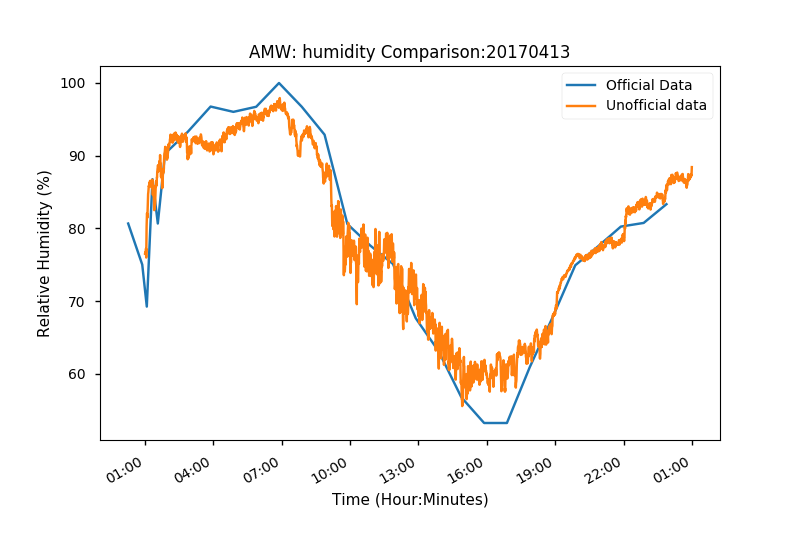 AMW: humidity Comparison:20170413
Official Data
Unofficial data
Relative Humidity (%)
100
90
80
70
60
01:00
04:00
07:00
10:00
13:00
16:00
19:00
22:00
01:00
Time (Hour:Minutes)